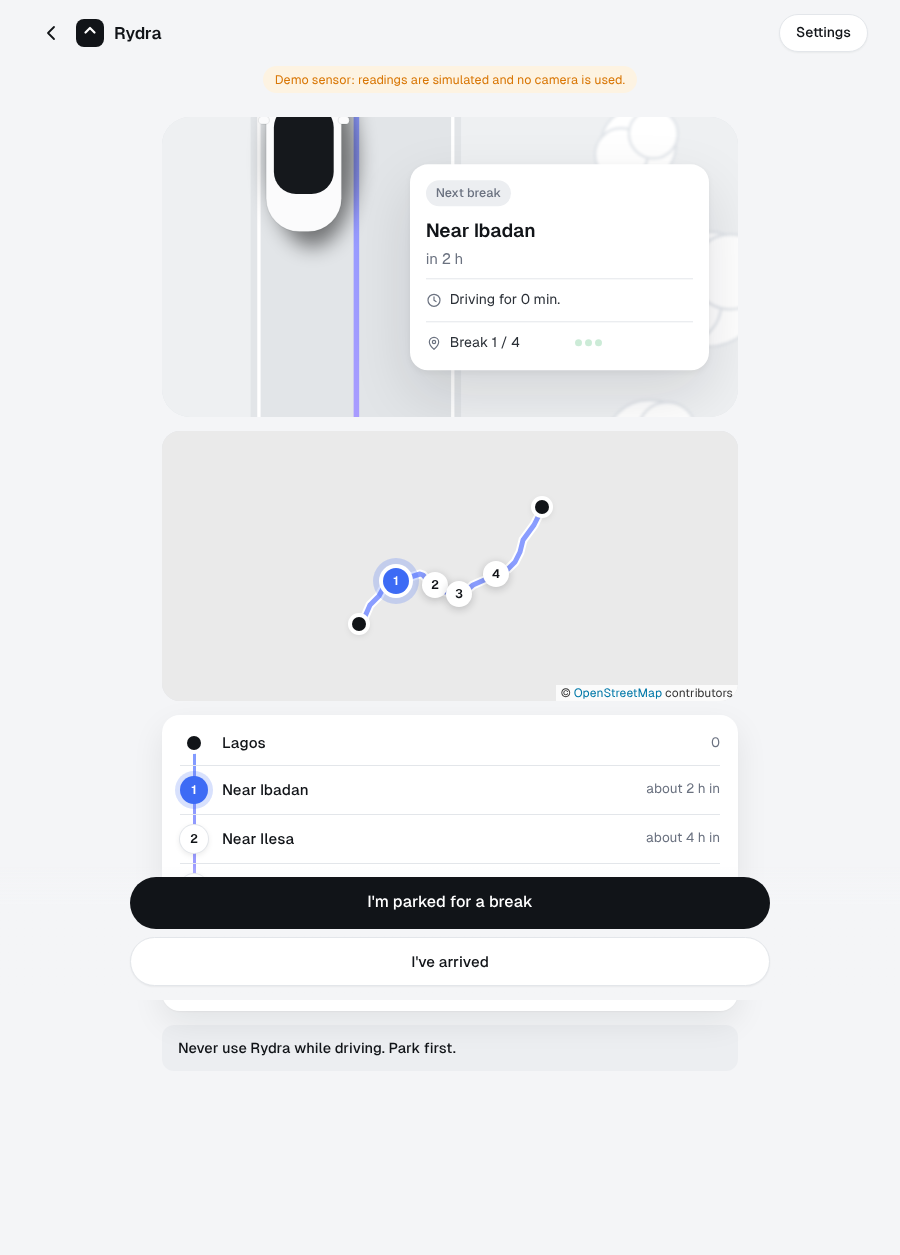 Rydra
Settings
Demo sensor: readings are simulated and no camera is used.
Next break
Near Ibadan
in 2 h
Driving for 0 min.
Break 1 / 4
1
2
3
4
© OpenStreetMap contributors
Lagos
0
1
Near Ibadan
about 2 h in
2
Near Ilesa
about 4 h in
I'm parked for a break
I've arrived
Never use Rydra while driving. Park first.